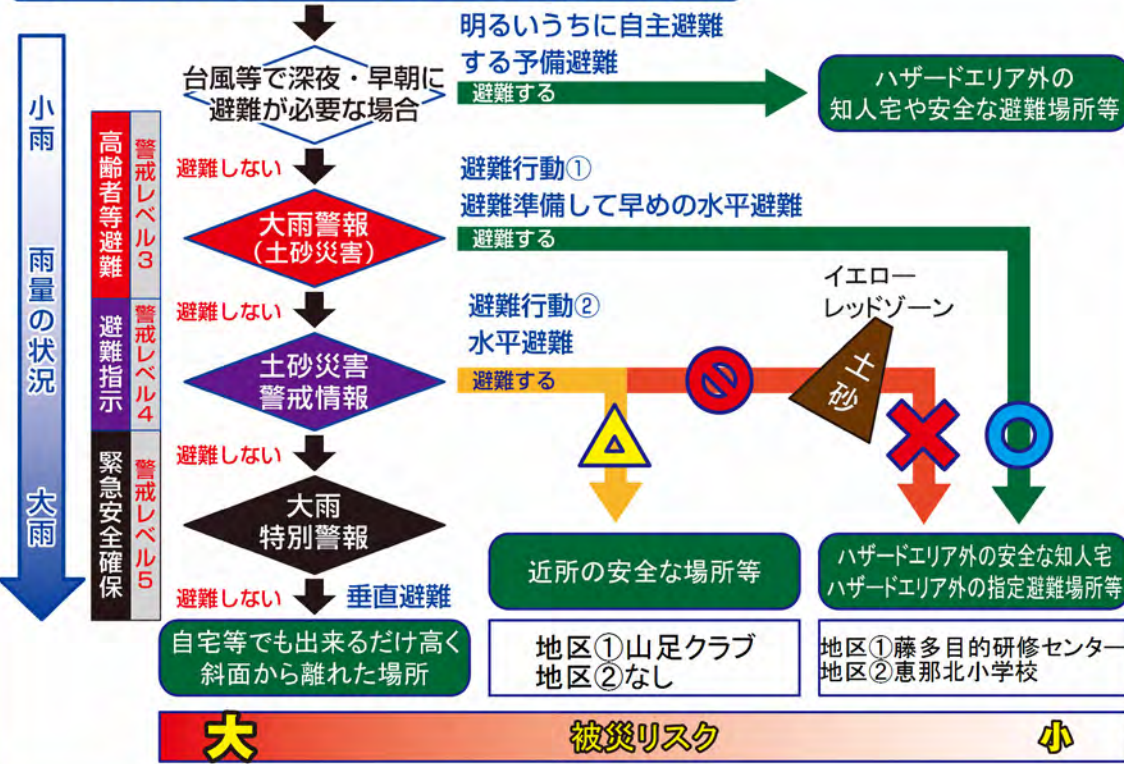 明るいうちに自主避難
する予備避難
台風等で深夜・早朝に
避難が必要な場合
避難する
ハザードエリア外の
知人宅や安全な避難場所等
小雨
雨量の状況
大雨
高齢者等避難
警戒レベル3
避難しない
避難行動①
避難準備して早めの水平避難
大雨警報
(土砂災害)
避難する
イエロー
レッドゾーン
避難しない
避難指示
警戒レベル4
避難行動②
水平避難
土砂災害
警戒情報
避難する
土砂
避難しない
緊急安全確保
警戒レベル5
大雨
特別警報
近所の安全な場所等
ハザードエリア外の安全な知人宅
ハザードエリア外の指定避難場所等
避難しない
垂直避難
自宅等でも出来るだけ高く
斜面から離れた場所
地区①山足クラブ
地区②なし
地区①藤多目的研修センター
地区②恵那北小学校
大
被災リスク
小